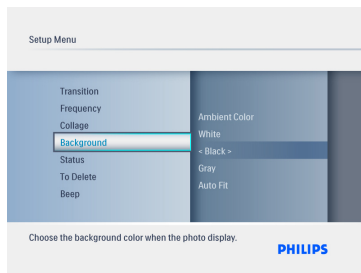 Setup Menu
Transition
Frequency
Collage
Background
Status
To Delete
Beep
Ambient Color
White
< Black >
Gray
Auto Fit
Choose the background color when the photo display.
PHILIPS